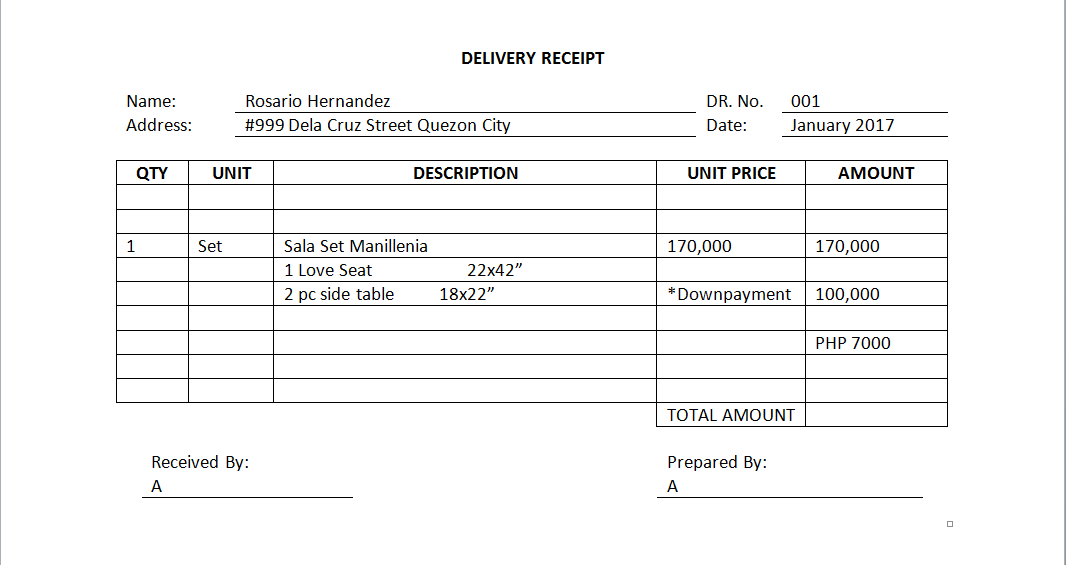 DELIVERY RECEIPT
Name: Rosario Hernandez DR. No. 001
Address: #999 Dela Cruz Street Quezon City Date: January 2017
QTY UNIT DESCRIPTION UNIT PRICE AMOUNT
1 Set Sala Set Manillenia 170,000 170,000
1 Love Seat 22x42”
2 pc side table 18x22” *Downpayment 100,000
PHP 7000
TOTAL AMOUNT
Received By: Prepared By:
A A